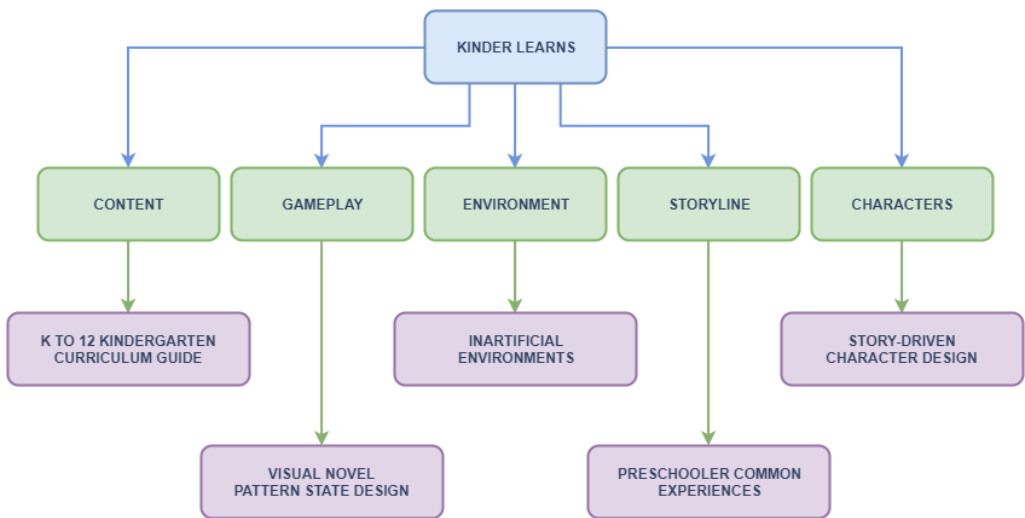 KINDER LEARNS
CONTENT
GAMEPLAY
ENVIRONMENT
STORYLINE
CHARACTERS
K TO 12 KINDERGARTEN
CURRICULUM GUIDE
INARTIFICIAL
ENVIRONMENTS
STORY-DRIVEN
CHARACTER DESIGN
VISUAL NOVEL
PATTERN STATE DESIGN
PRESCHOOLER COMMON
EXPERIENCES